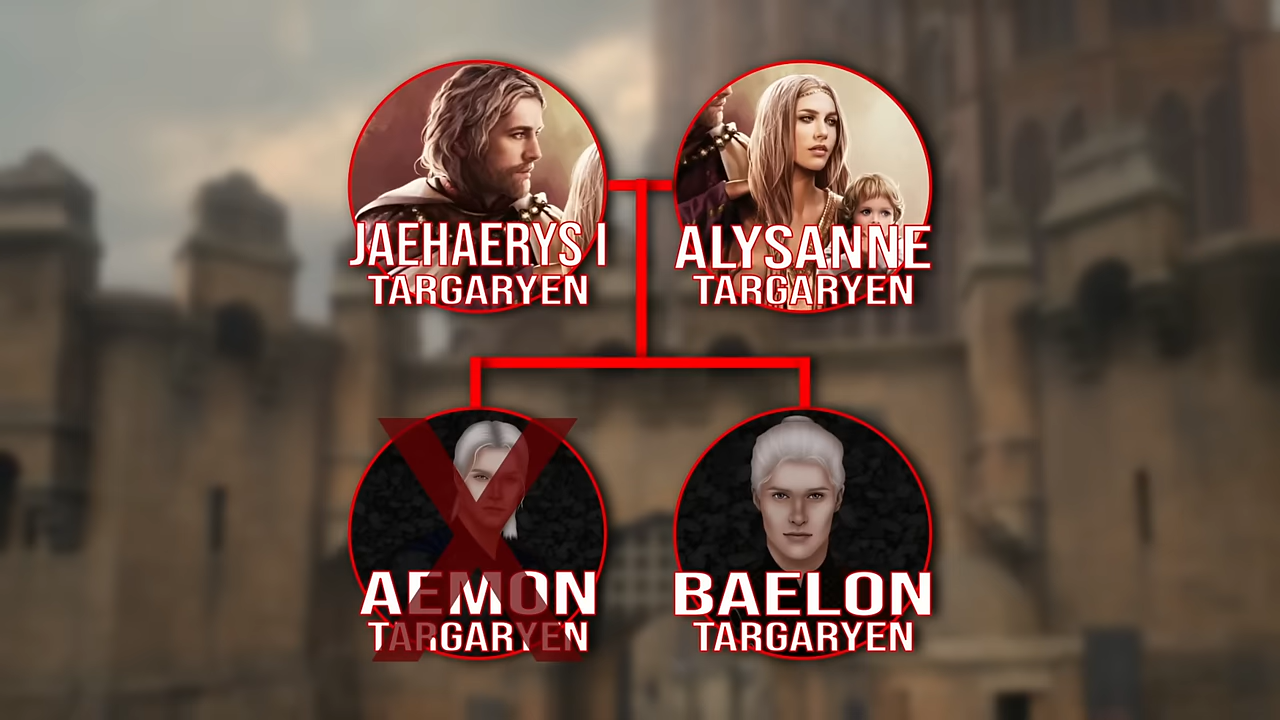 JAEHAERYS I
TARGARYEN
ALYSANNE
TARGARYEN
AEMON
TARGARYEN
BAELON
TARGARYEN